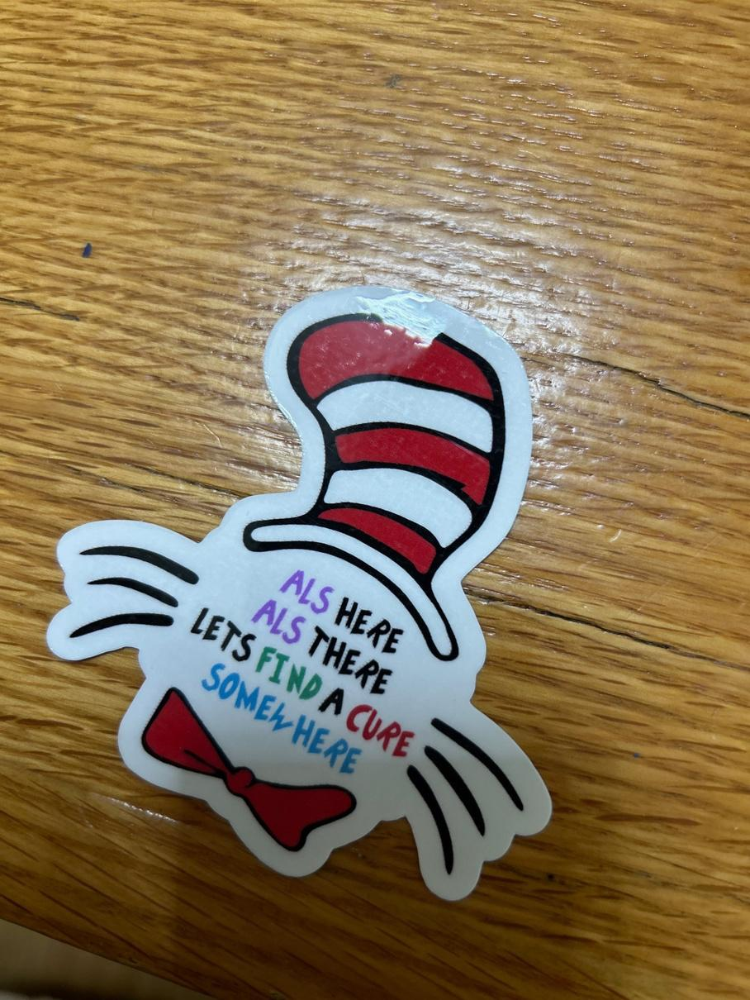 ALS HERE
ALS THERE
LETS FIND A CURE
SOMEWHERE